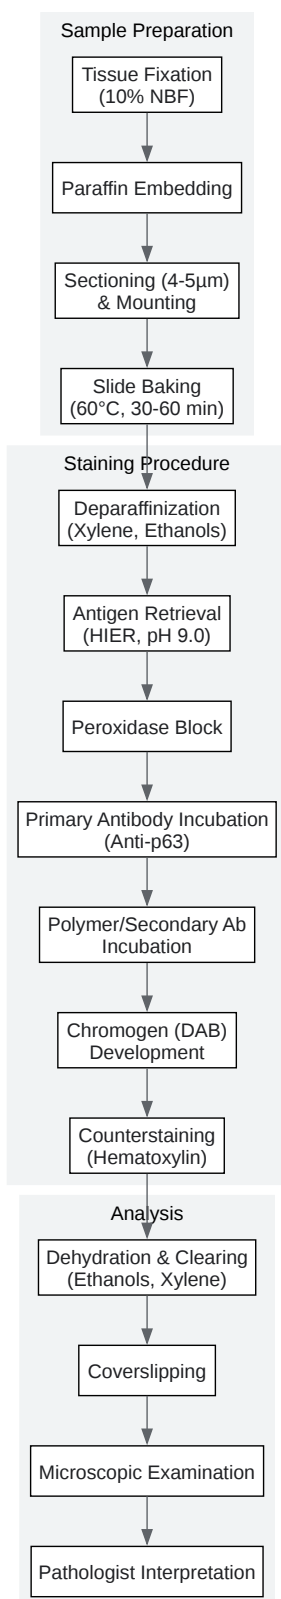 Sample Preparation
Tissue Fixation
(10% NBF)
Paraffin Embedding
Sectioning (4-5µm)
& Mounting
Slide Baking
(60°C, 30-60 min)
Staining Procedure
Deparaffinization
(Xylene, Ethanols)
Antigen Retrieval
(HIER, pH 9.0)
Peroxidase Block
Primary Antibody Incubation
(Anti-p63)
Polymer/Secondary Ab
Incubation
Chromogen (DAB)
Development
Counterstaining
(Hematoxylin)
Analysis
Dehydration & Clearing
(Ethanols, Xylene)
Coverslipping
Microscopic Examination
Pathologist Interpretation